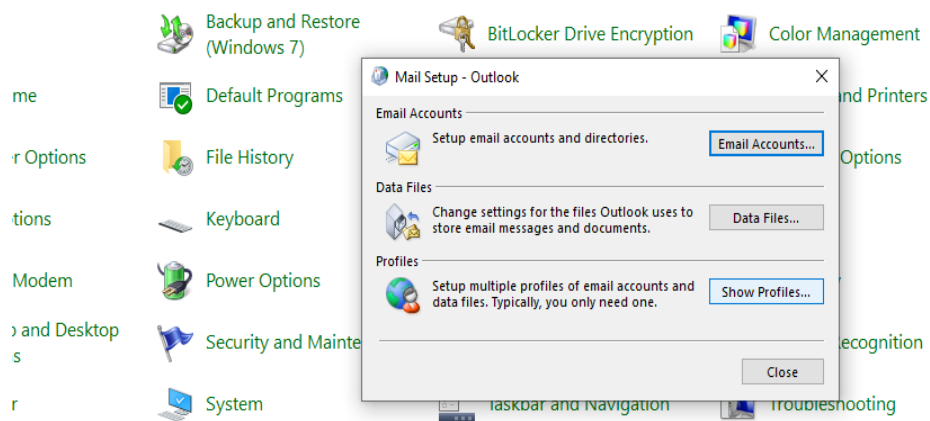 Backup and Restore
(Windows 7)
BitLocker Drive Encryption
Color Management
Mail Setup - Outlook
me
Default Programs
and Printers
Email Accounts
Setup email accounts and directories.
Email Accounts...
r Options
File History
Options
Data Files
Change settings for the files Outlook uses to
store email messages and documents.
Data Files...
tions
Keyboard
Profiles
Setup multiple profiles of email accounts and
data files. Typically, you only need one.
Show Profiles...
Modem
Power Options
and Desktop
s
Security and Mainte
ecognition
Close
r
System
Taskbar and Navigation
Troubleshooting